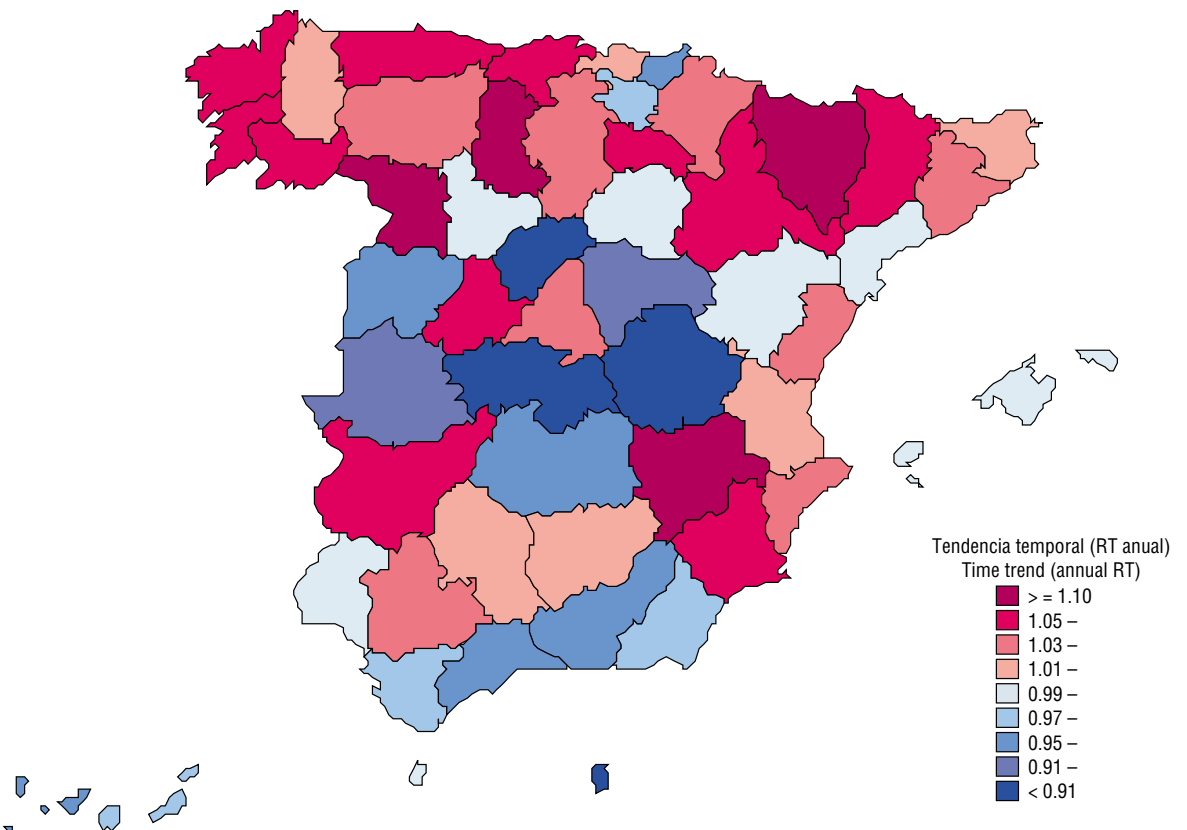 Tendencia temporal (RT anual)
Time trend (annual RT)
> = 1.10
1.05 –
1.03 –
1.01 –
0.99 –
0.97 –
0.95 –
0.91 –
< 0.91